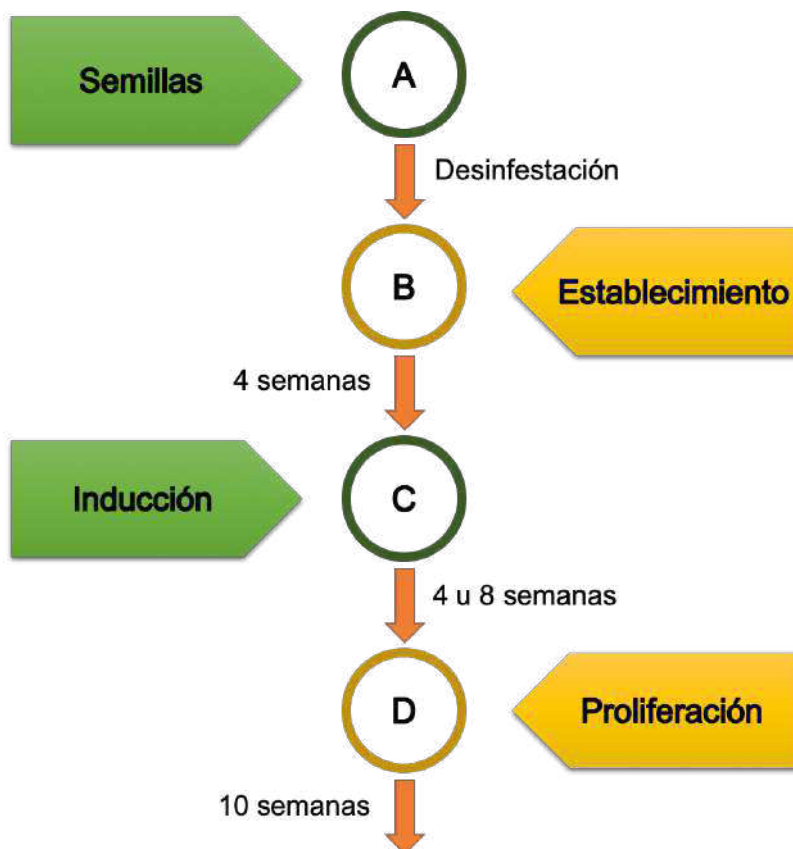 Semillas
A
Desinfestación
B
Establecimiento
4 semanas
Inducción
C
4 u 8 semanas
D
Proliferación
10 semanas